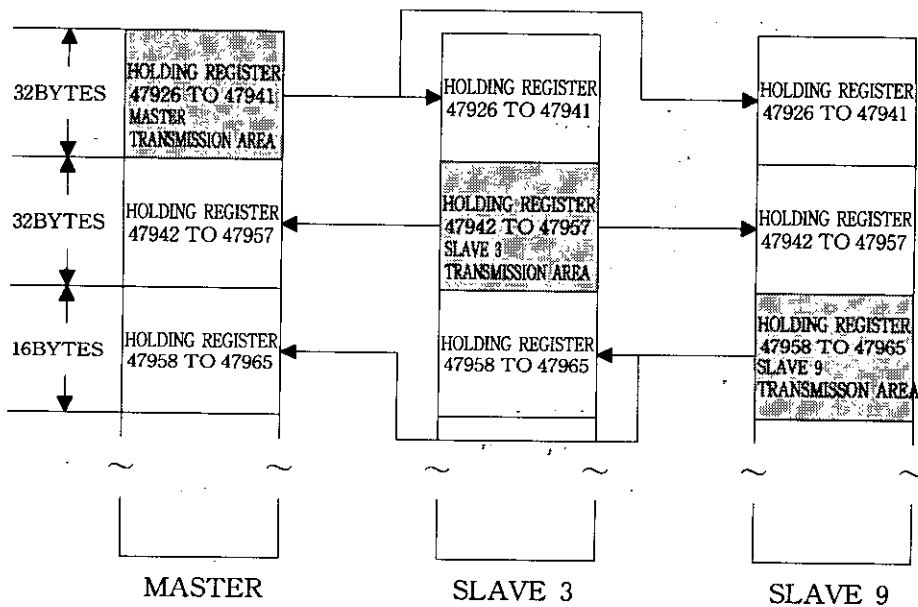 32BYTES
HOLDING REGISTER
47926 TO 47941
MASTER
TRANSMISSION AREA
HOLDING REGISTER
47926 TO 47941
HOLDING REGISTER
47926 TO 47941
32BYTES
HOLDING REGISTER
47942 TO 47957
HOLDING REGISTER
47942 TO 47957
SLAVE 3
TRANSMISSION AREA
HOLDING REGISTER
47942 TO 47957
16BYTES
HOLDING REGISTER
47958 TO 47965
HOLDING REGISTER
47958 TO 47965
HOLDING REGISTER
47958 TO 47965
SLAVE 9
TRANSMISSON AREA
MASTER
SLAVE 3
SLAVE 9